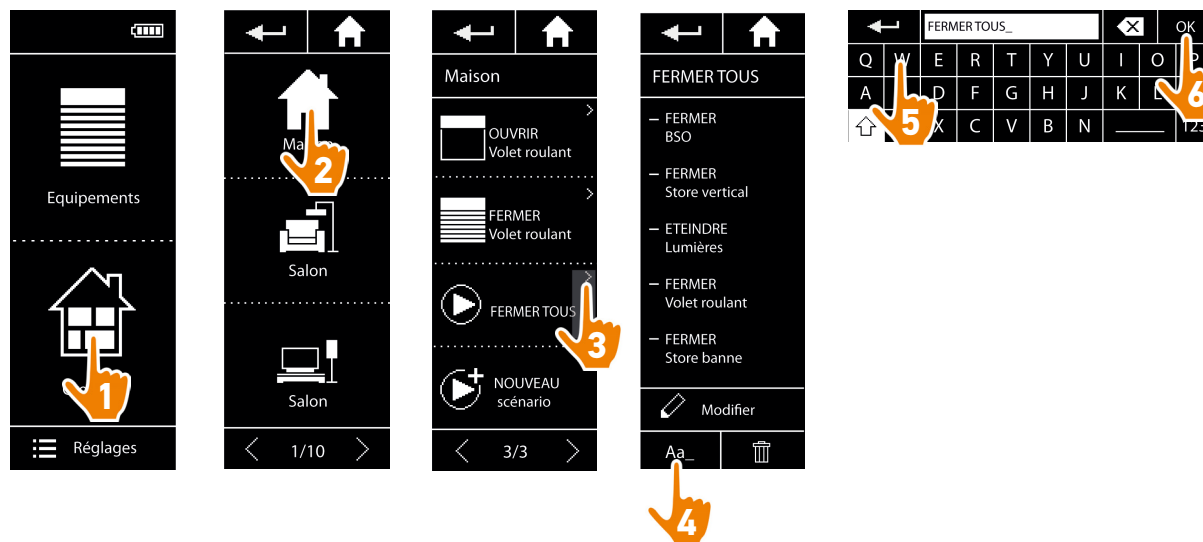 Equipements
1
Réglages
2
Salon
Salon
1/10
Maison
OUVRIR
Volet roulant
FERMER
Volet roulant
FERMER TOUS
3
NOUVEAU
scénario
3/3
FERMER TOUS
– FERMER
BSO
– FERMER
Store vertical
– ETEINDRE
Lumières
– FERMER
Volet roulant
– FERMER
Store banne
Modifier
Aa_
4
FERMER TOUS_ OK
Q W E R T Y U I O P
A D F G H J K L
X C V B N 123
5
6